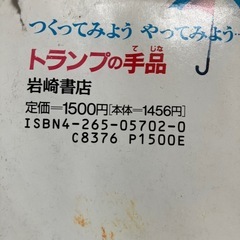 つくってみよう やってみよう…
トランプの手品
てじな
岩崎書店
定価=1500円[本体=1456円]
ISBN4-265-05702-0
C8376 P1500E